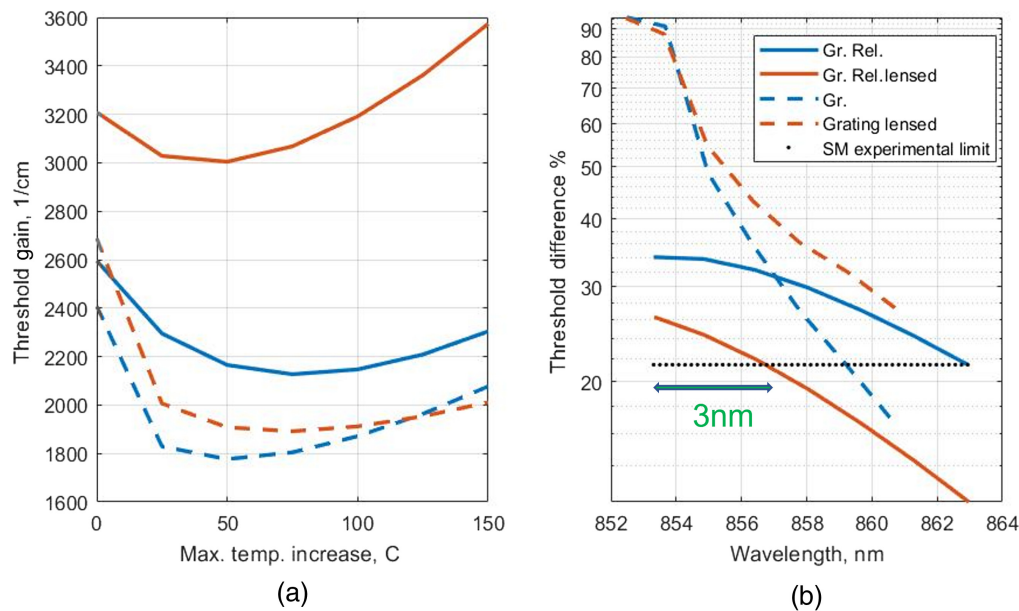 3600
3400
3200
3000
2800
2600
2400
2200
2000
1800
1600
Threshold gain, 1/cm
0
50
100
150
Max. temp. increase, C
(a)
90
80
70
60
50
40
30
20
Threshold difference %
Gr. Rel.
Gr. Rel.lensed
Gr.
Grating lensed
SM experimental limit
3nm
852
854
856
858
860
862
864
Wavelength, nm
(b)